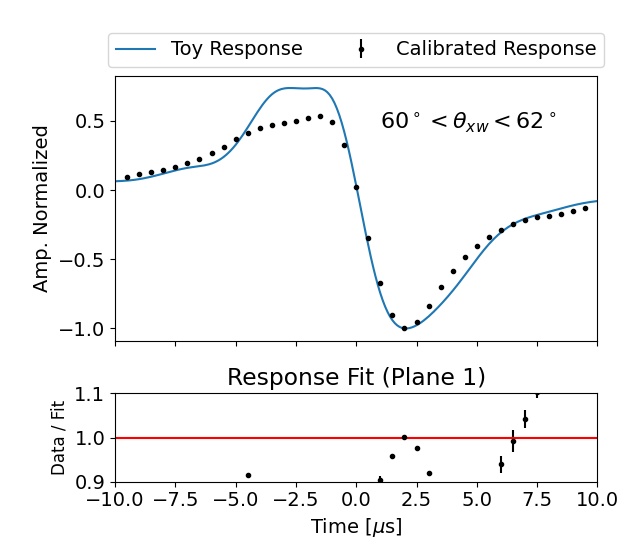 Toy Response
Calibrated Response
60° < θxw < 62°
Amp. Normalized
0.5
0.0
−0.5
−1.0
Response Fit (Plane 1)
Data / Fit
1.1
1.0
0.9
−10.0 −7.5 −5.0 −2.5 0.0 2.5 5.0 7.5 10.0
Time [μs]